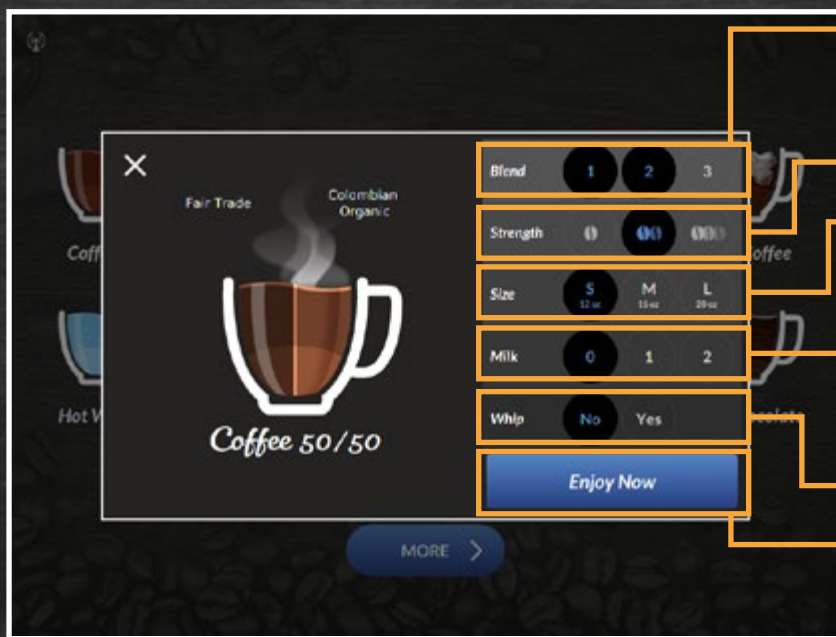 Fair Trade
Colombian
Organic
Coffee 50/50
Blend 1 2 3
Strength
Size S M L
12 oz 16 oz 20 oz
Milk 0 1 2
Whip No Yes
Enjoy Now
Coff
offee
Hot W
ocolate
MORE